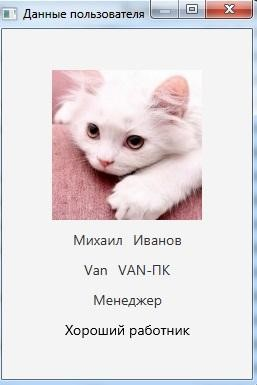 Данные пользователя
Михаил Иванов
Van VAN-ПК
Менеджер
Хороший работник